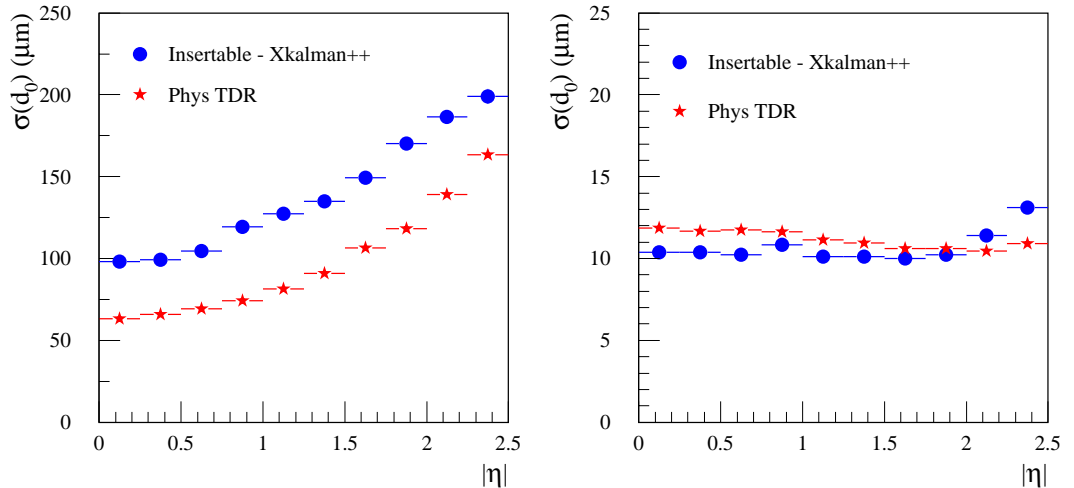 σ(d₀) (μm)
250
200
150
100
50
0
Insertable - Xkalman++
Phys TDR
0 0.5 1 1.5 2 2.5
|η|
σ(d₀) (μm)
25
20
15
10
5
0
Insertable - Xkalman++
Phys TDR
0 0.5 1 1.5 2 2.5
|η|